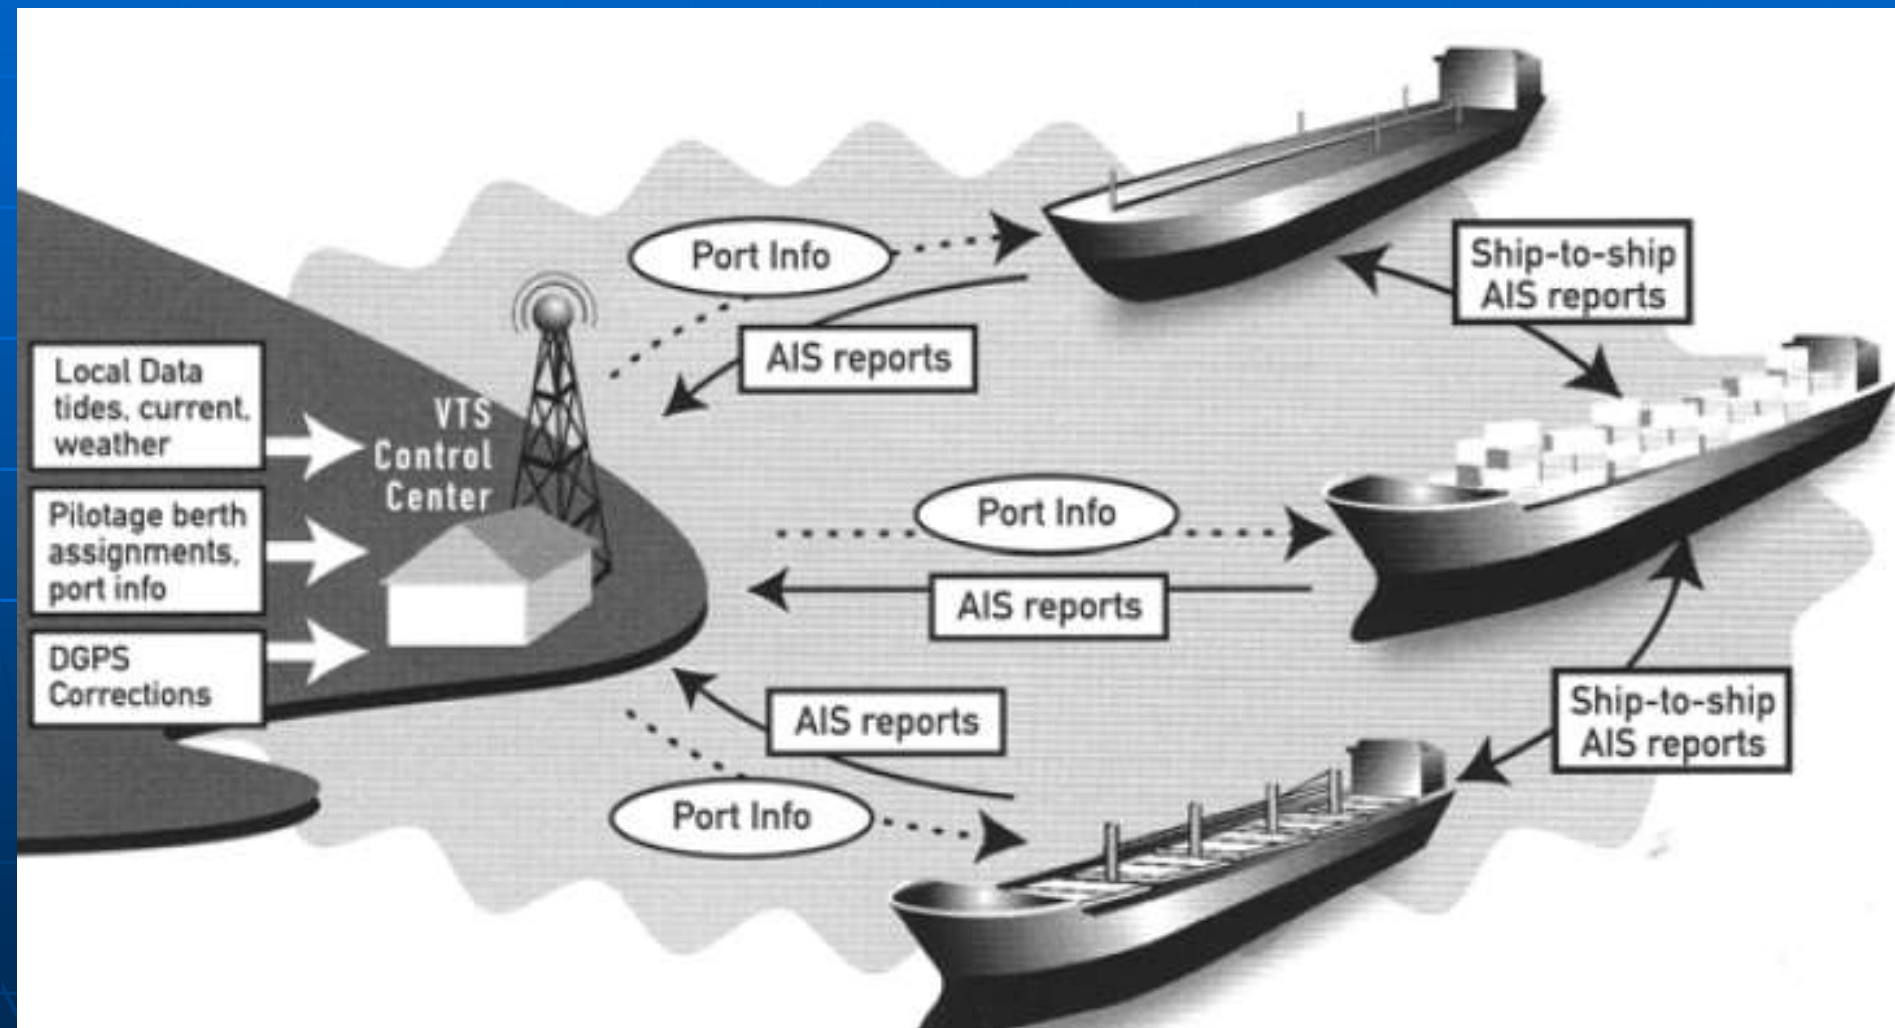 Port Info
AIS reports
Ship-to-ship
AIS reports
Local Data
tides, current,
weather
VTS
Control
Center
Pilotage berth
assignments,
port info
DGPS
Corrections
Port Info
AIS reports
AIS reports
Port Info
Ship-to-ship
AIS reports